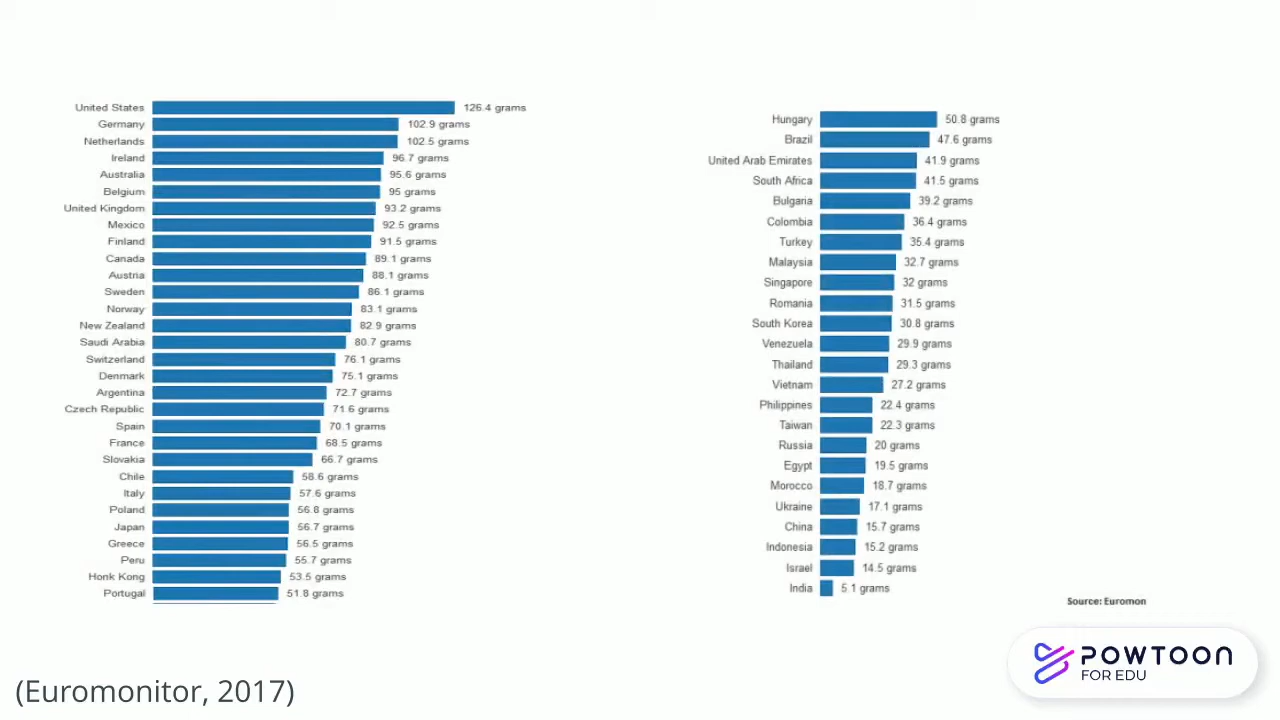 United States 126.4 grams
Germany 102.9 grams
Netherlands 102.5 grams
Ireland 96.7 grams
Australia 95.6 grams
Belgium 95 grams
United Kingdom 93.2 grams
Mexico 92.5 grams
Finland 91.5 grams
Canada 89.1 grams
Austria 88.1 grams
Sweden 86.1 grams
Norway 83.1 grams
New Zealand 82.9 grams
Saudi Arabia 80.7 grams
Switzerland 76.1 grams
Denmark 75.1 grams
Argentina 72.7 grams
Czech Republic 71.6 grams
Spain 70.1 grams
France 68.5 grams
Slovakia 66.7 grams
Chile 58.6 grams
Italy 57.6 grams
Poland 56.8 grams
Japan 56.7 grams
Greece 56.5 grams
Peru 55.7 grams
Honk Kong 53.5 grams
Portugal 51.8 grams
Hungary 50.8 grams
Brazil 47.6 grams
United Arab Emirates 41.9 grams
South Africa 41.5 grams
Bulgaria 39.2 grams
Colombia 36.4 grams
Turkey 35.4 grams
Malaysia 32.7 grams
Singapore 32 grams
Romania 31.5 grams
South Korea 30.8 grams
Venezuela 29.9 grams
Thailand 29.3 grams
Vietnam 27.2 grams
Philippines 22.4 grams
Taiwan 22.3 grams
Russia 20 grams
Egypt 19.5 grams
Morocco 18.7 grams
Ukraine 17.1 grams
China 15.7 grams
Indonesia 15.2 grams
Israel 14.5 grams
India 5.1 grams
Source: Euromon
(Euromonitor, 2017)
POWTOON
FOR EDU